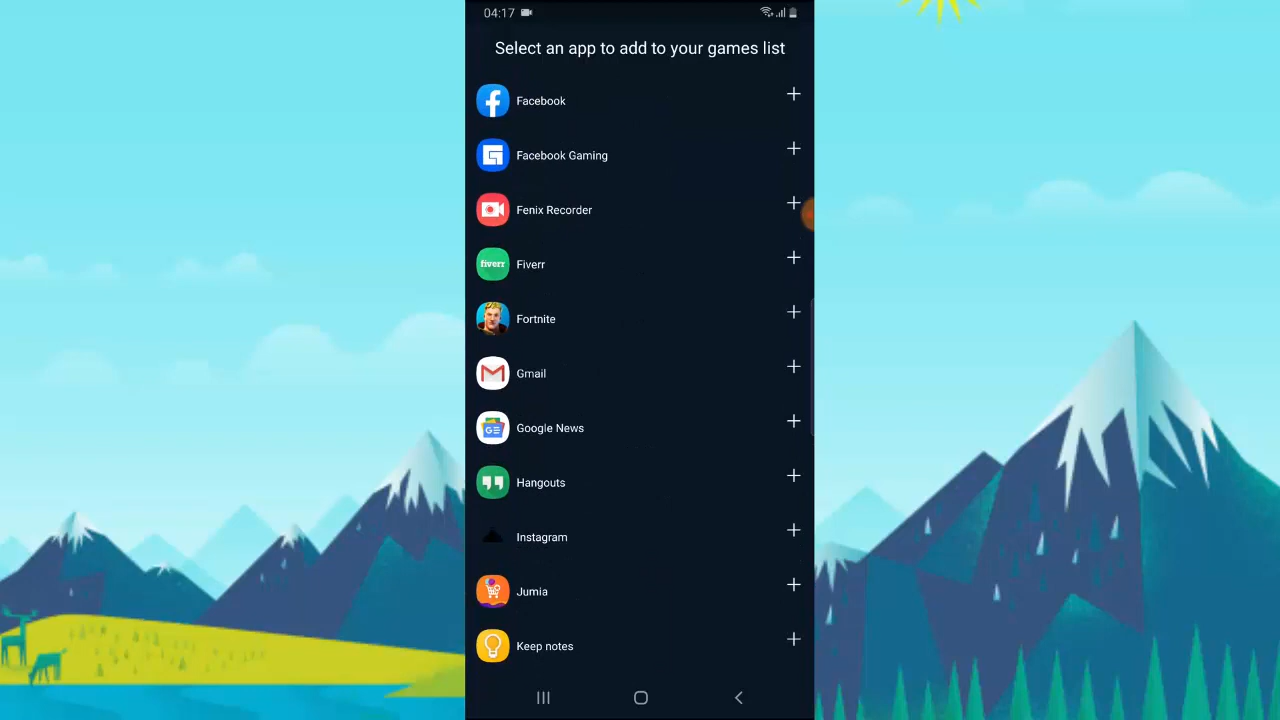 04:17
Select an app to add to your games list
Facebook
Facebook Gaming
Fenix Recorder
fiverr Fiverr
Fortnite
Gmail
GE Google News
Hangouts
Instagram
Jumia
Keep notes